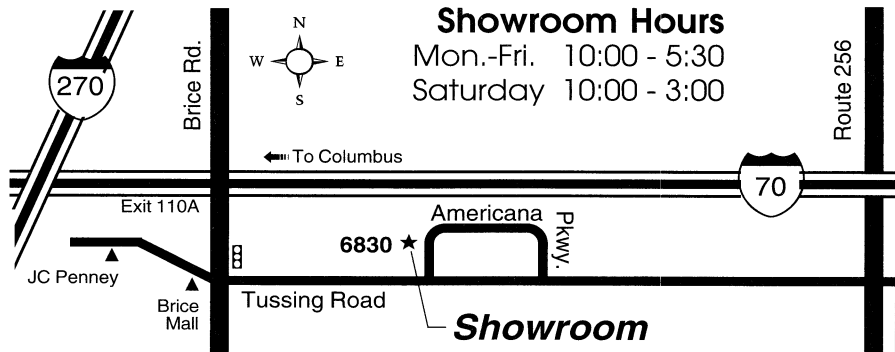 Showroom Hours
Mon.-Fri. 10:00 - 5:30
Saturday 10:00 - 3:00
270
Brice Rd.
N
W
E
S
Route 256
To Columbus
70
Exit 110A
Americana
Pkwy.
6830
JC Penney
Brice
Mall
Tussing Road
Showroom